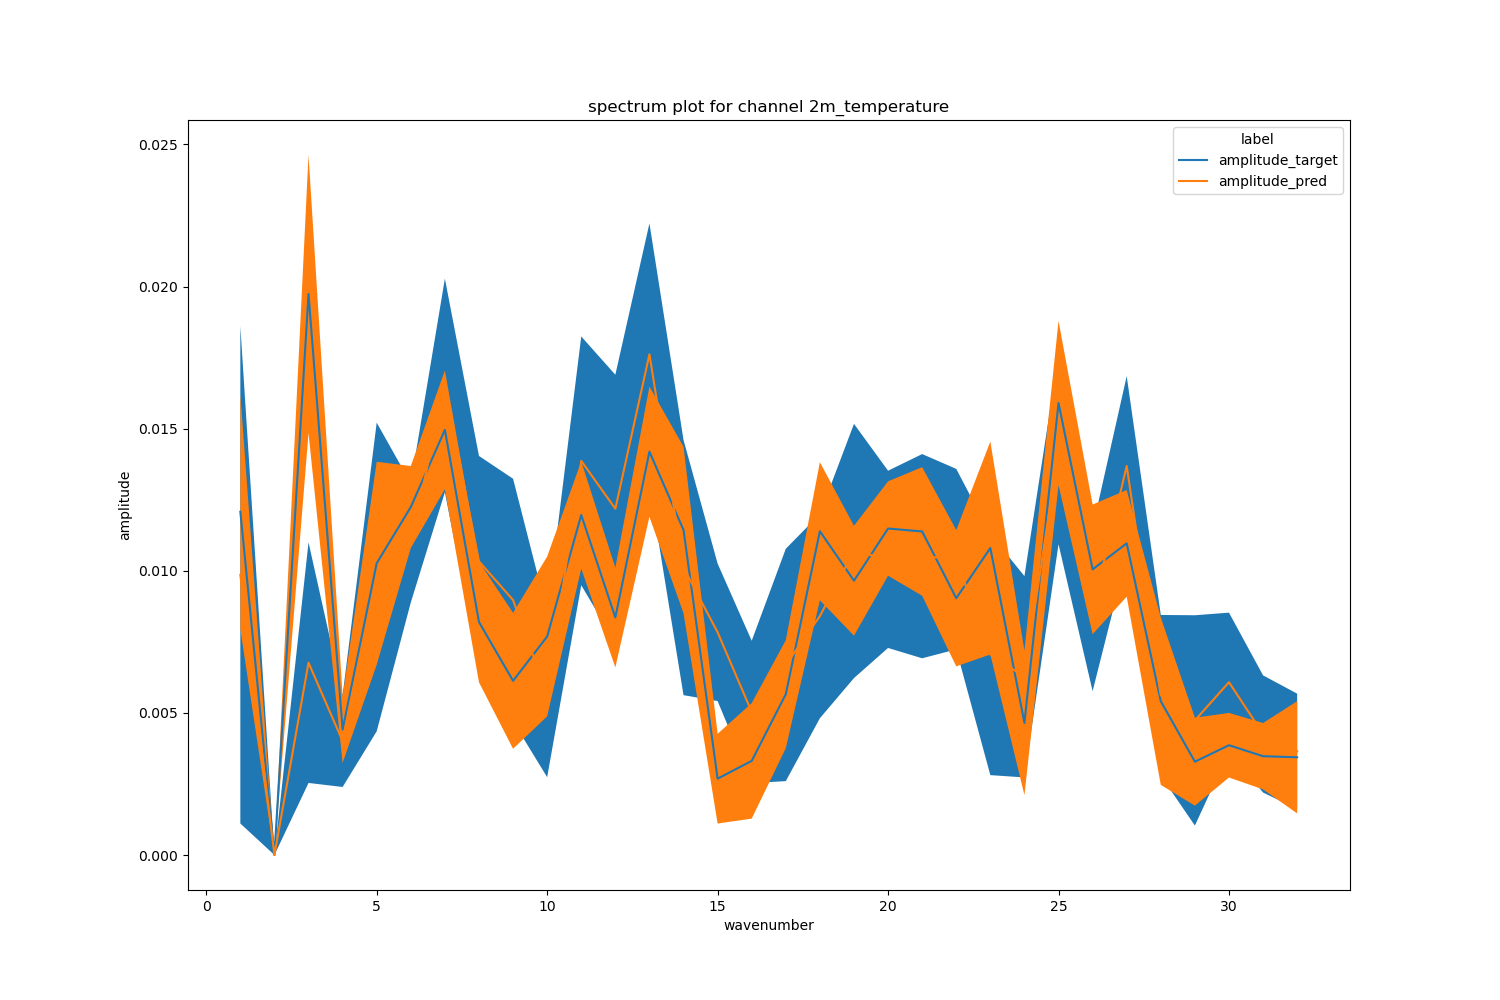 spectrum plot for channel 2m_temperature
label
amplitude_target
amplitude_pred
0.025
0.020
0.015
0.010
0.005
0.000
amplitude
0 5 10 15 20 25 30
wavenumber